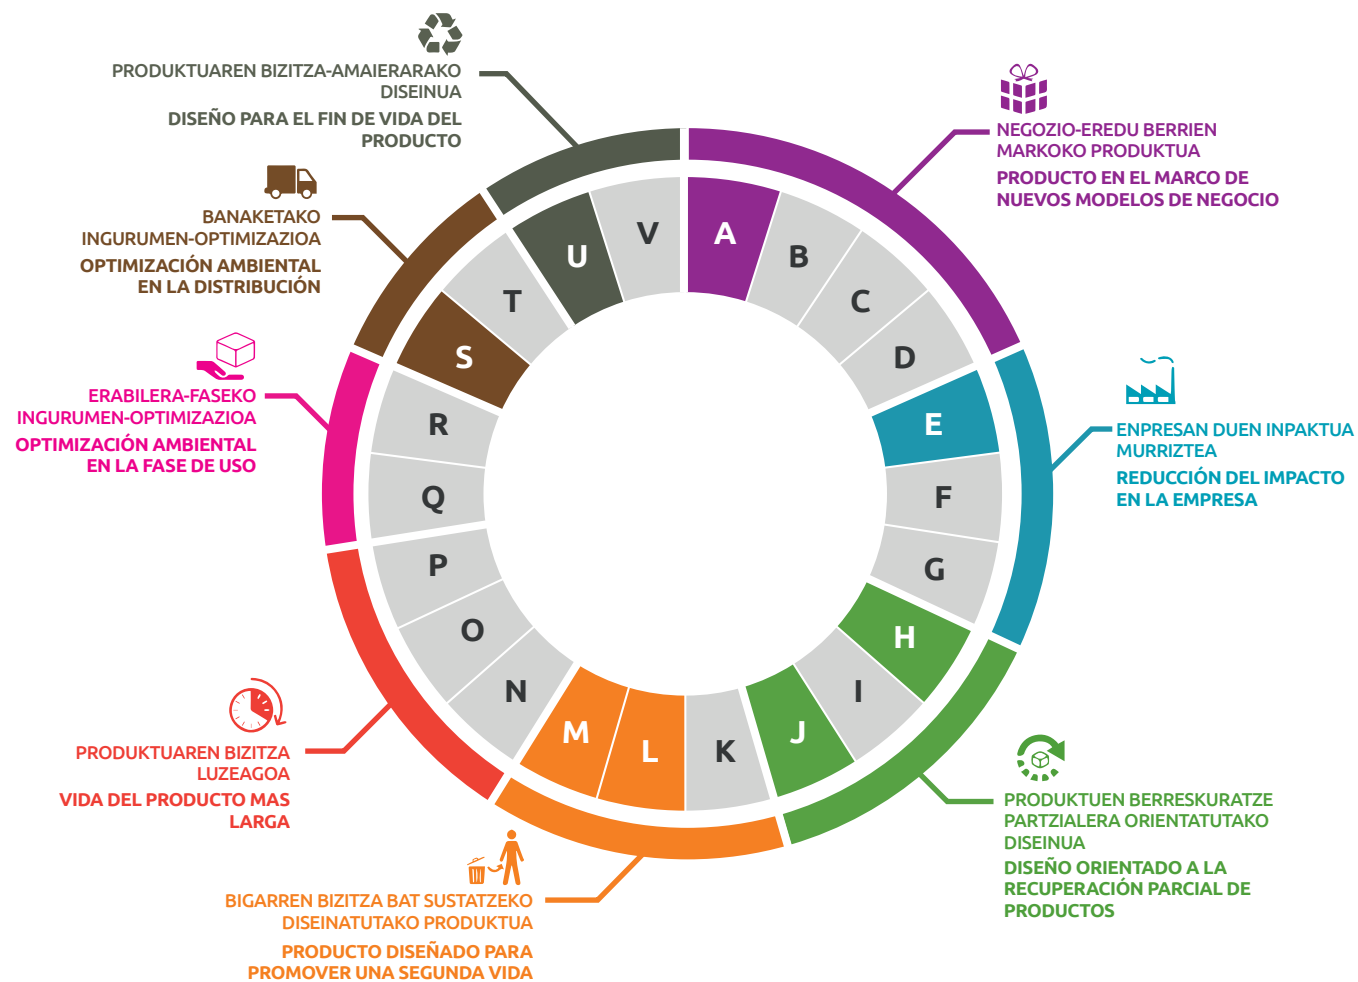 PRODUKTUAREN BIZITZA-AMAIERARAKO
DISEINUA
DISEÑO PARA EL FIN DE VIDA DEL
PRODUCTO
NEGOZIO-EREDU BERRIEN
MARKOKO PRODUKTUA
PRODUCTO EN EL MARCO DE
NUEVOS MODELOS DE NEGOCIO
BANAKETAKO
INGURUMEN-OPTIMIZAZIOA
OPTIMIZACIÓN AMBIENTAL
EN LA DISTRIBUCIÓN
ERABILERA-FASEKO
INGURUMEN-OPTIMIZAZIOA
OPTIMIZACIÓN AMBIENTAL
EN LA FASE DE USO
ENPRESAN DUEN INPAKTUA
MURRIZTEA
REDUCCIÓN DEL IMPACTO
EN LA EMPRESA
PRODUKTUAREN BIZITZA
LUZEAGOA
VIDA DEL PRODUCTO MAS
LARGA
PRODUKTUEN BERRESKURATZE
PARTZIALERA ORIENTATUTAKO
DISEINUA
DISEÑO ORIENTADO A LA
RECUPERACIÓN PARCIAL DE
PRODUCTOS
BIGARREN BIZITZA BAT SUSTATZEKO
DISEINATUTAKO PRODUKTUA
PRODUCTO DISEÑADO PARA
PROMOVER UNA SEGUNDA VIDA
A
B
C
D
E
F
G
H
I
J
K
L
M
N
O
P
Q
R
S
T
U
V